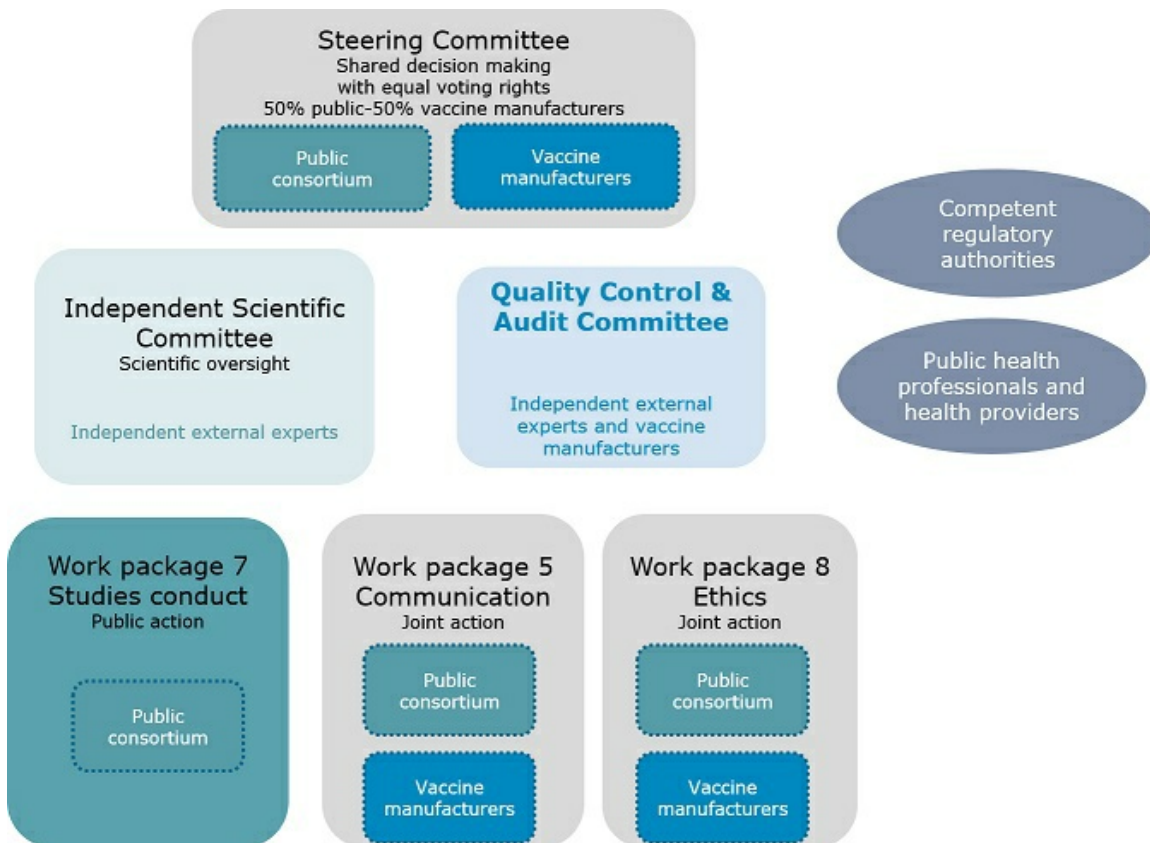 Steering Committee
Shared decision making
with equal voting rights
50% public-50% vaccine manufacturers
Public
consortium
Vaccine
manufacturers
Competent
regulatory
authorities
Independent Scientific
Committee
Scientific oversight
Independent external experts
Quality Control &
Audit Committee
Independent external
experts and vaccine
manufacturers
Public health
professionals and
health providers
Work package 7
Studies conduct
Public action
Public
consortium
Work package 5
Communication
Joint action
Public
consortium
Vaccine
manufacturers
Work package 8
Ethics
Joint action
Public
consortium
Vaccine
manufacturers